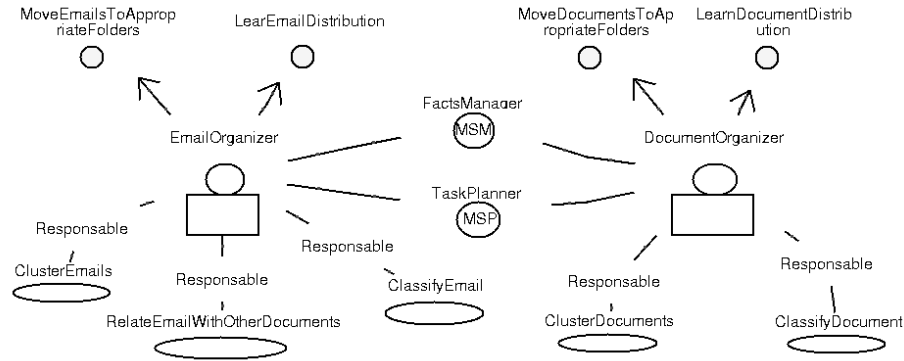 MoveEmailsToApprop
riateFolders
LearEmailDistribution
MoveDocumentsToAp
ropriateFolders
LearnDocumentDistrib
ution
FactsManager
MSM
EmailOrganizer
DocumentOrganizer
TaskPlanner
MSP
Responsable
Responsable
Responsable
Responsable
Responsable
ClusterEmails
ClassifyEmail
RelateEmailWithOtherDocuments
ClusterDocuments
ClassifyDocument